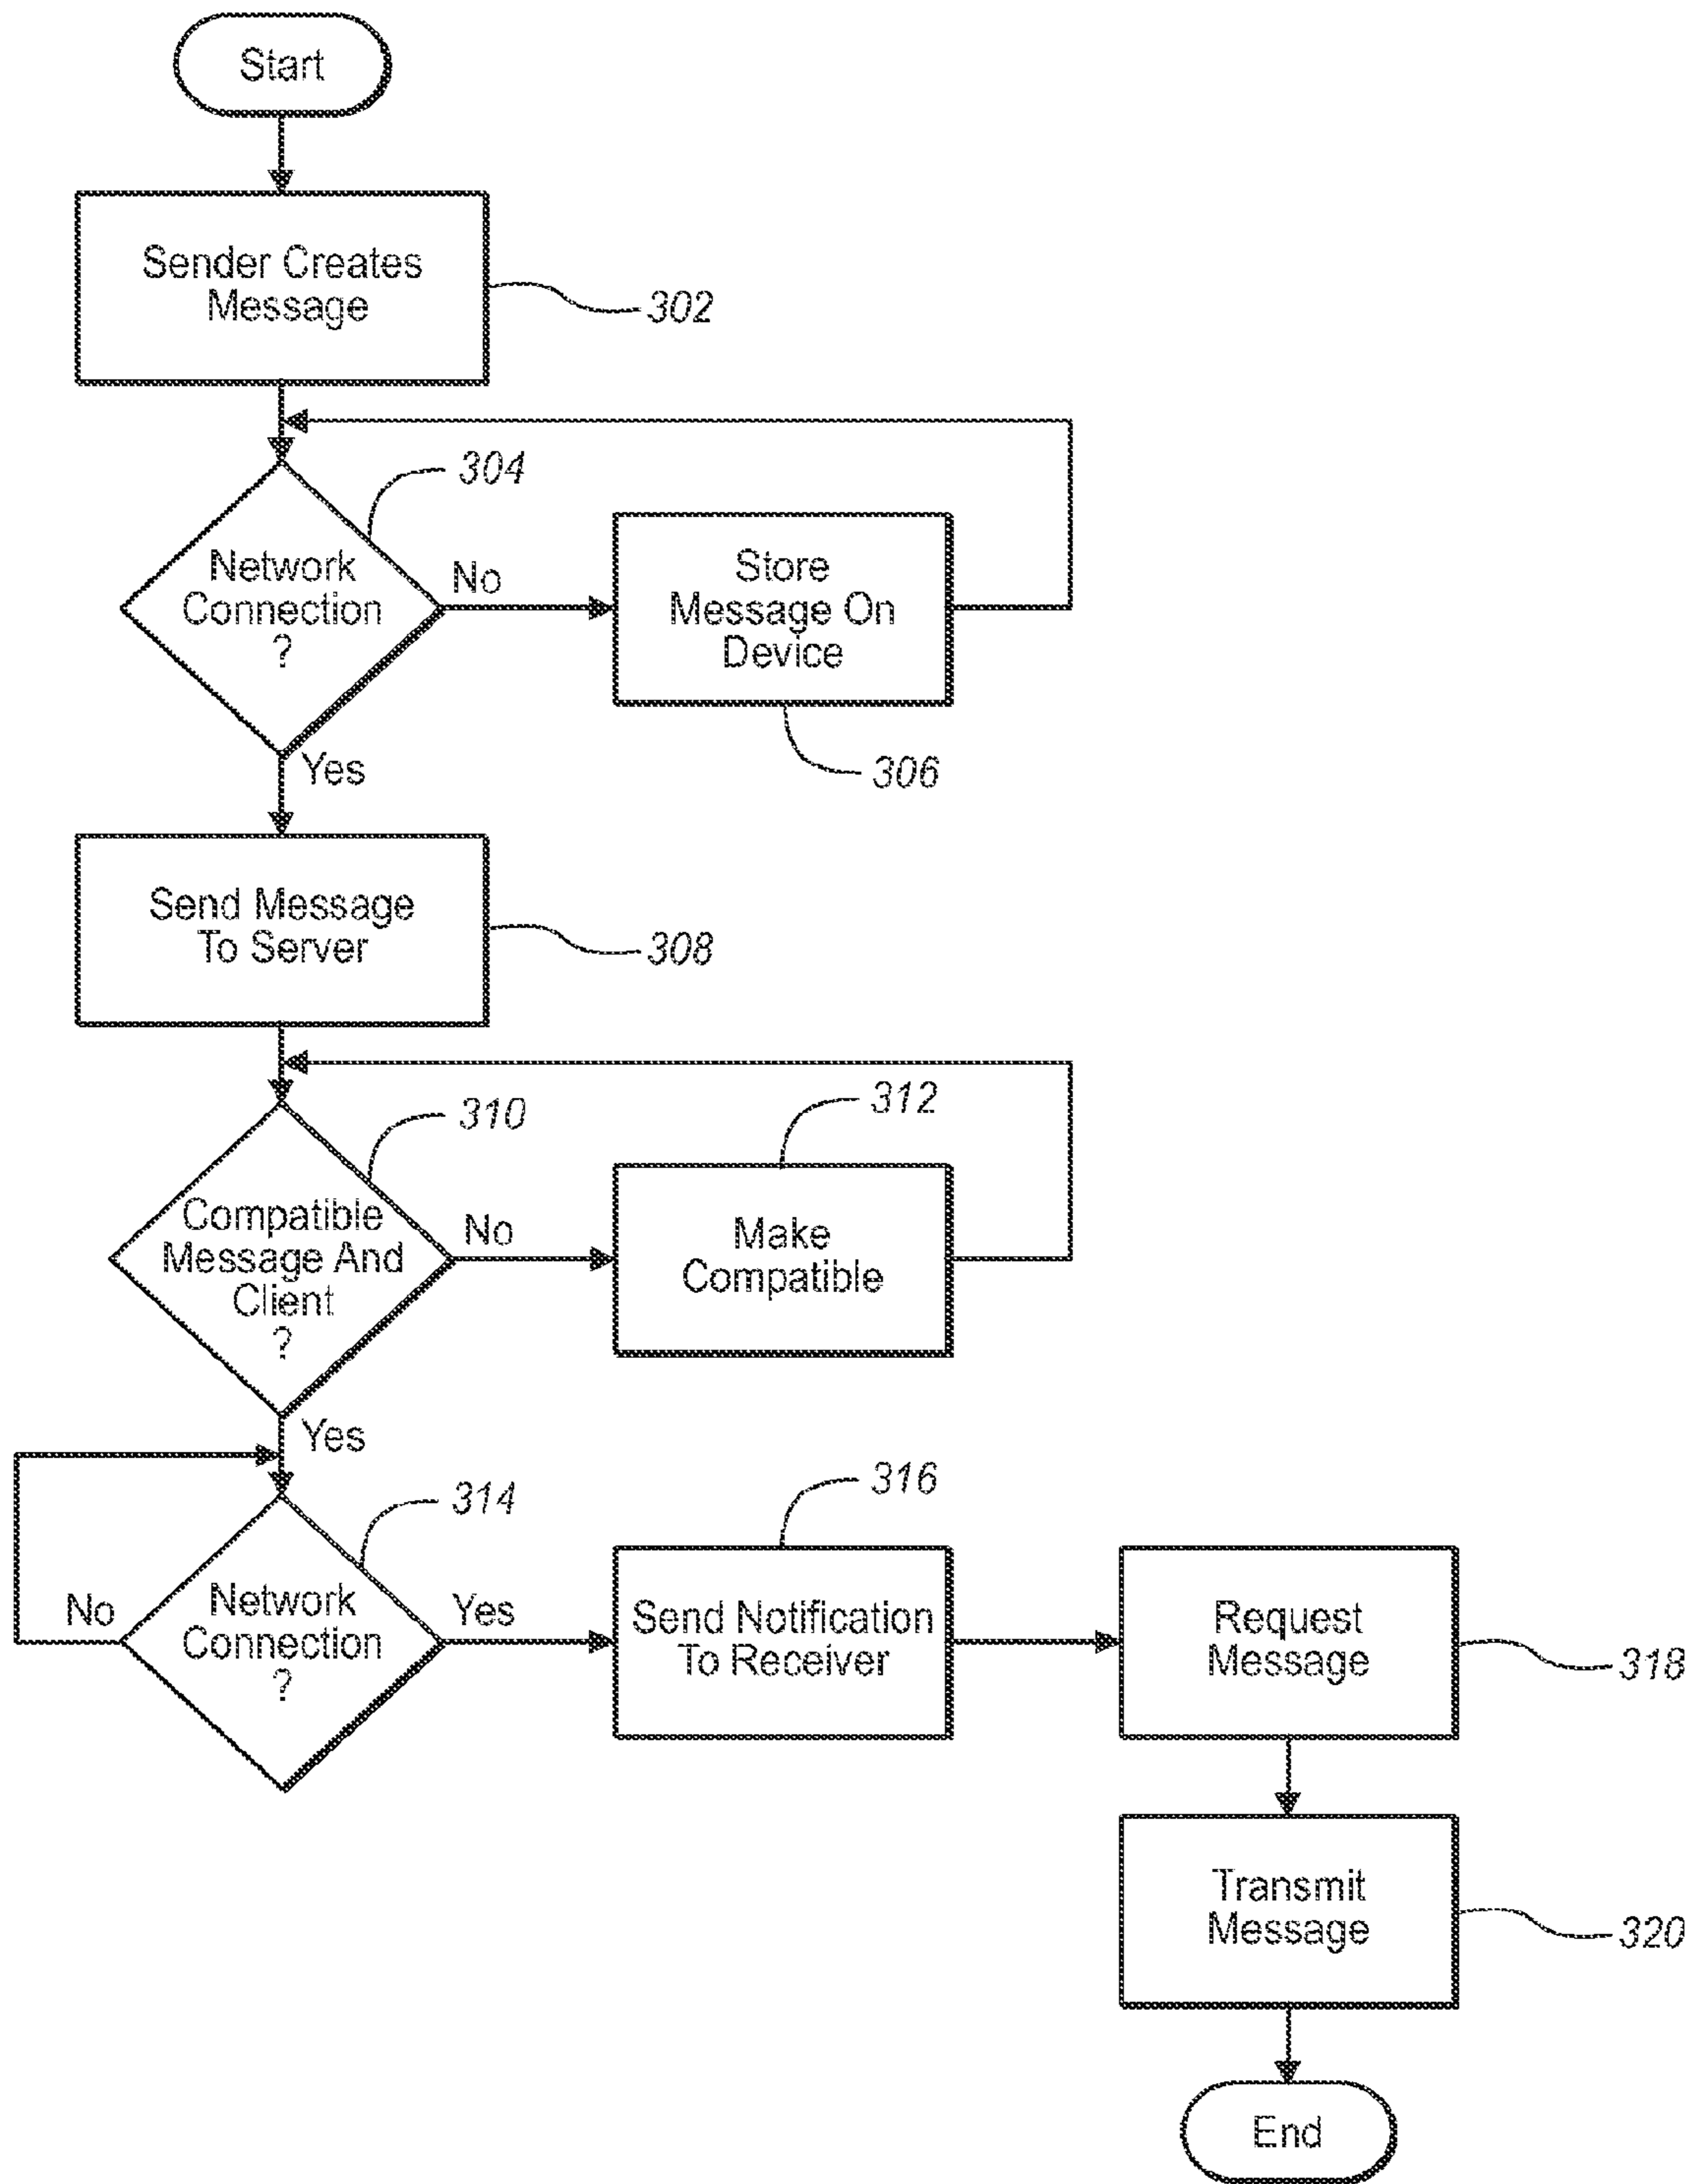 Start
Sender Creates
Message
302
304
Network
Connection
?
No
Store
Message On
Device
306
Yes
Send Message
To Server
308
310
312
Compatible
Message And
Client
?
No
Make
Compatible
Yes
314
316
No
Network
Connection
?
Yes
Send Notification
To Receiver
Request
Message
318
Transmit
Message
320
End